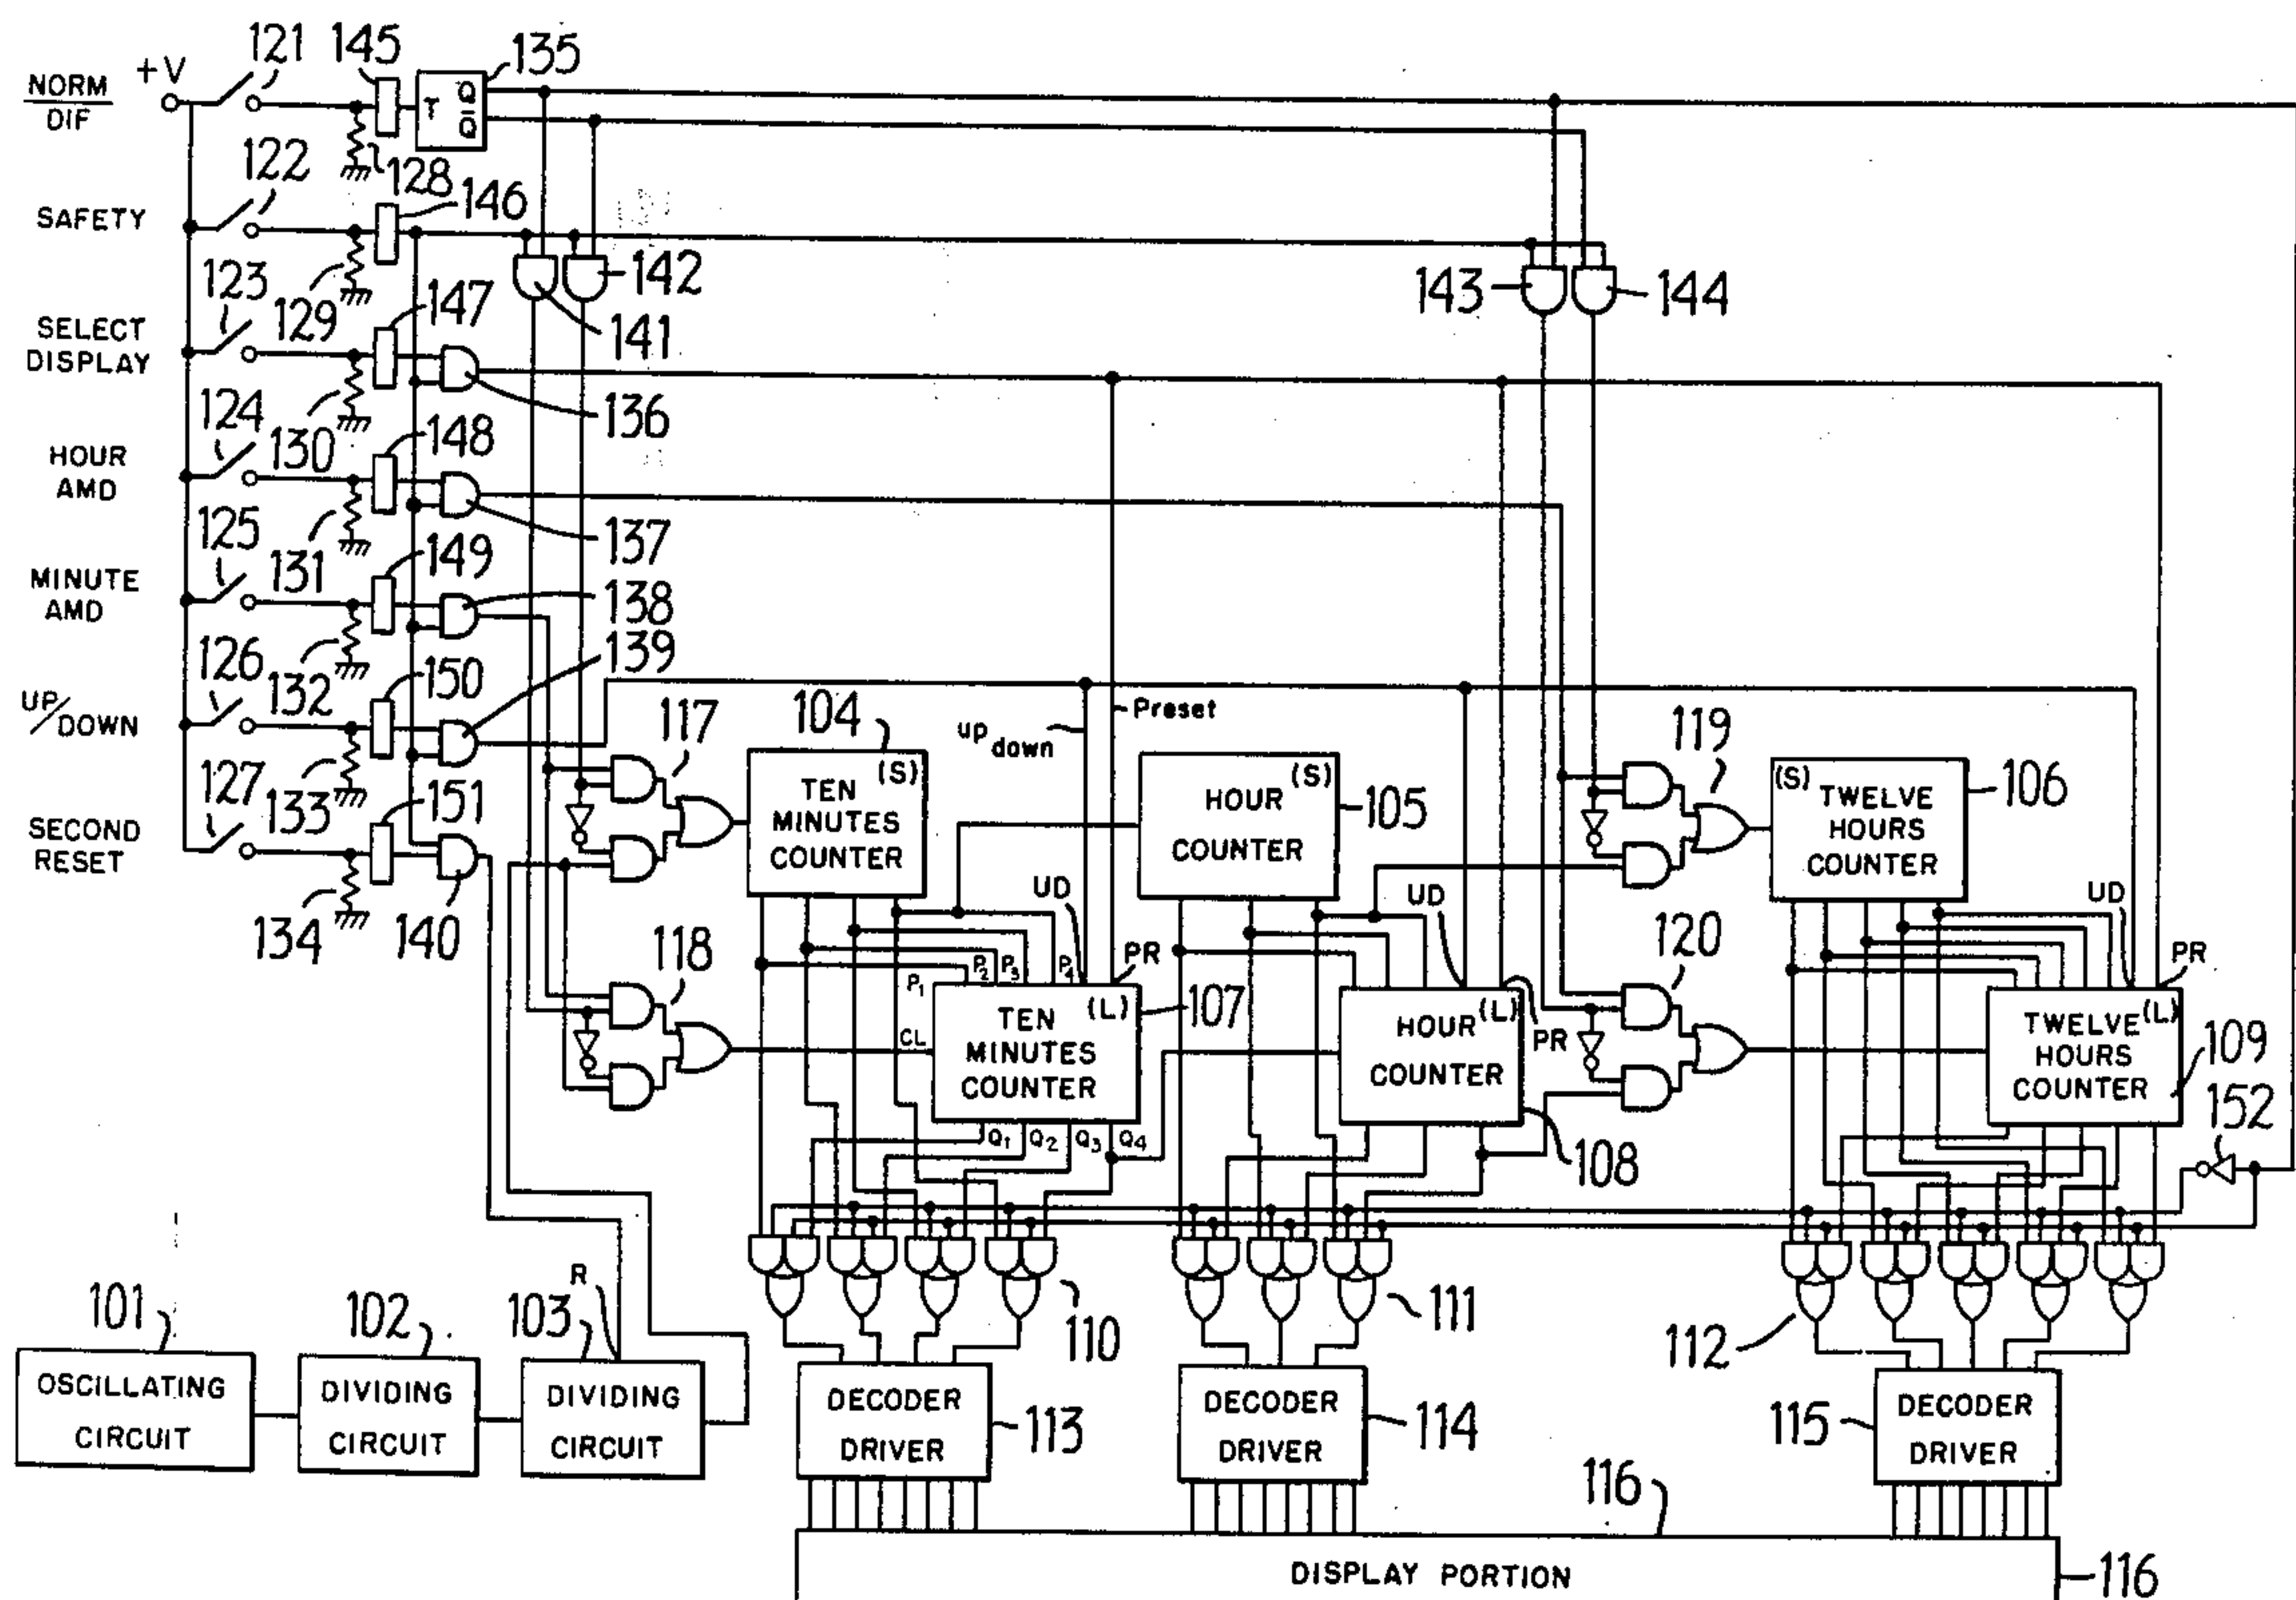 NORM
DIF
+V
121
145
135
T
Q
Q̄
128
SAFETY
122
146
129
141
142
143
144
SELECT
DISPLAY
123
147
136
130
HOUR
AMD
124
148
137
131
MINUTE
AMD
125
149
138
132
UP/DOWN
126
150
139
133
SECOND
RESET
127
151
140
134
up
down
Preset
117
104
(S)
TEN
MINUTES
COUNTER
(S)
HOUR
COUNTER
105
119
(S)
TWELVE
HOURS
COUNTER
106
118
UD
PR
P1
P2
P3
P4
CL
(L)
TEN
MINUTES
COUNTER
107
Q1
Q2
Q3
Q4
UD
PR
(L)
HOUR
COUNTER
108
120
UD
PR
(L)
TWELVE
HOURS
COUNTER
109
152
110
111
112
101
OSCILLATING
CIRCUIT
102
DIVIDING
CIRCUIT
103
R
DIVIDING
CIRCUIT
DECODER
DRIVER
113
DECODER
DRIVER
114
115
DECODER
DRIVER
116
DISPLAY PORTION
116